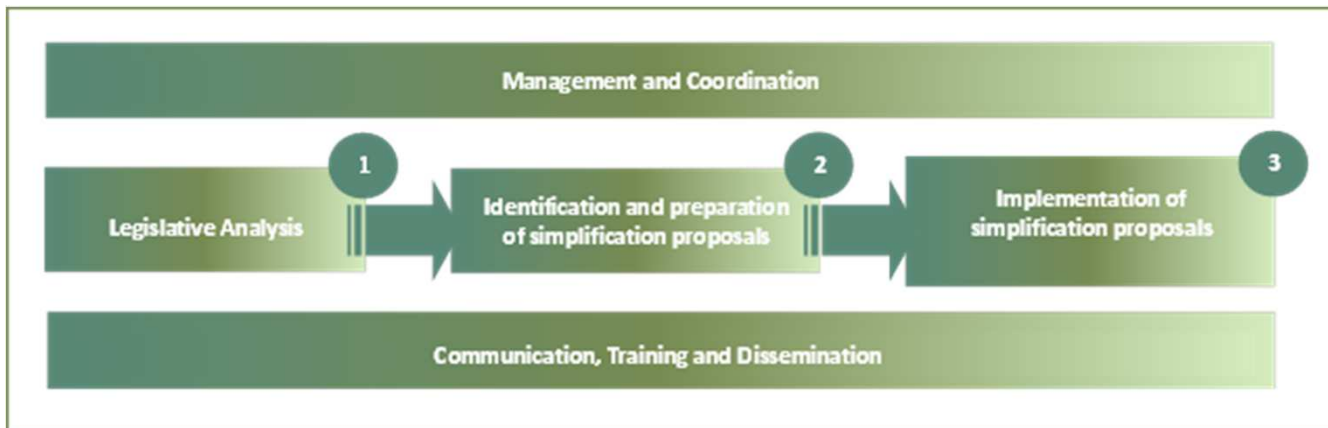 Management and Coordination
1
2
3
Legislative Analysis
Identification and preparation
of simplification proposals
Implementation of
simplification proposals
Communication, Training and Dissemination